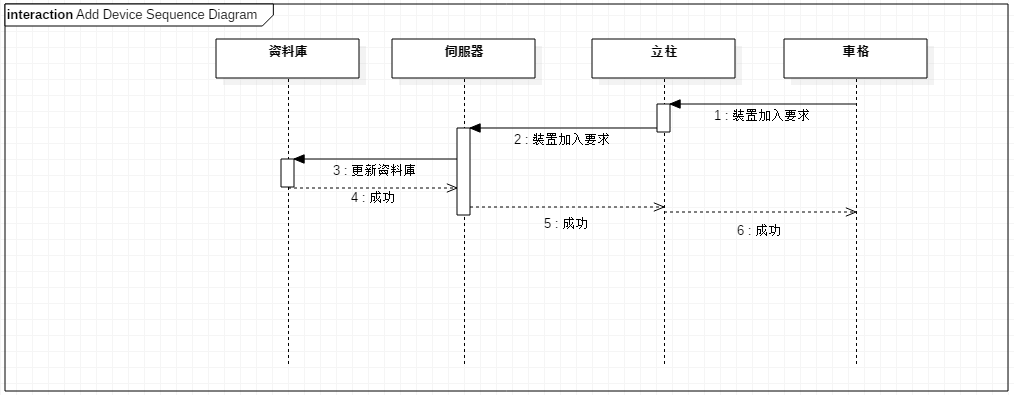 interaction Add Device Sequence Diagram
資料庫
伺服器
立柱
車格
1 : 裝置加入要求
2 : 裝置加入要求
3 : 更新資料庫
4 : 成功
5 : 成功
6 : 成功